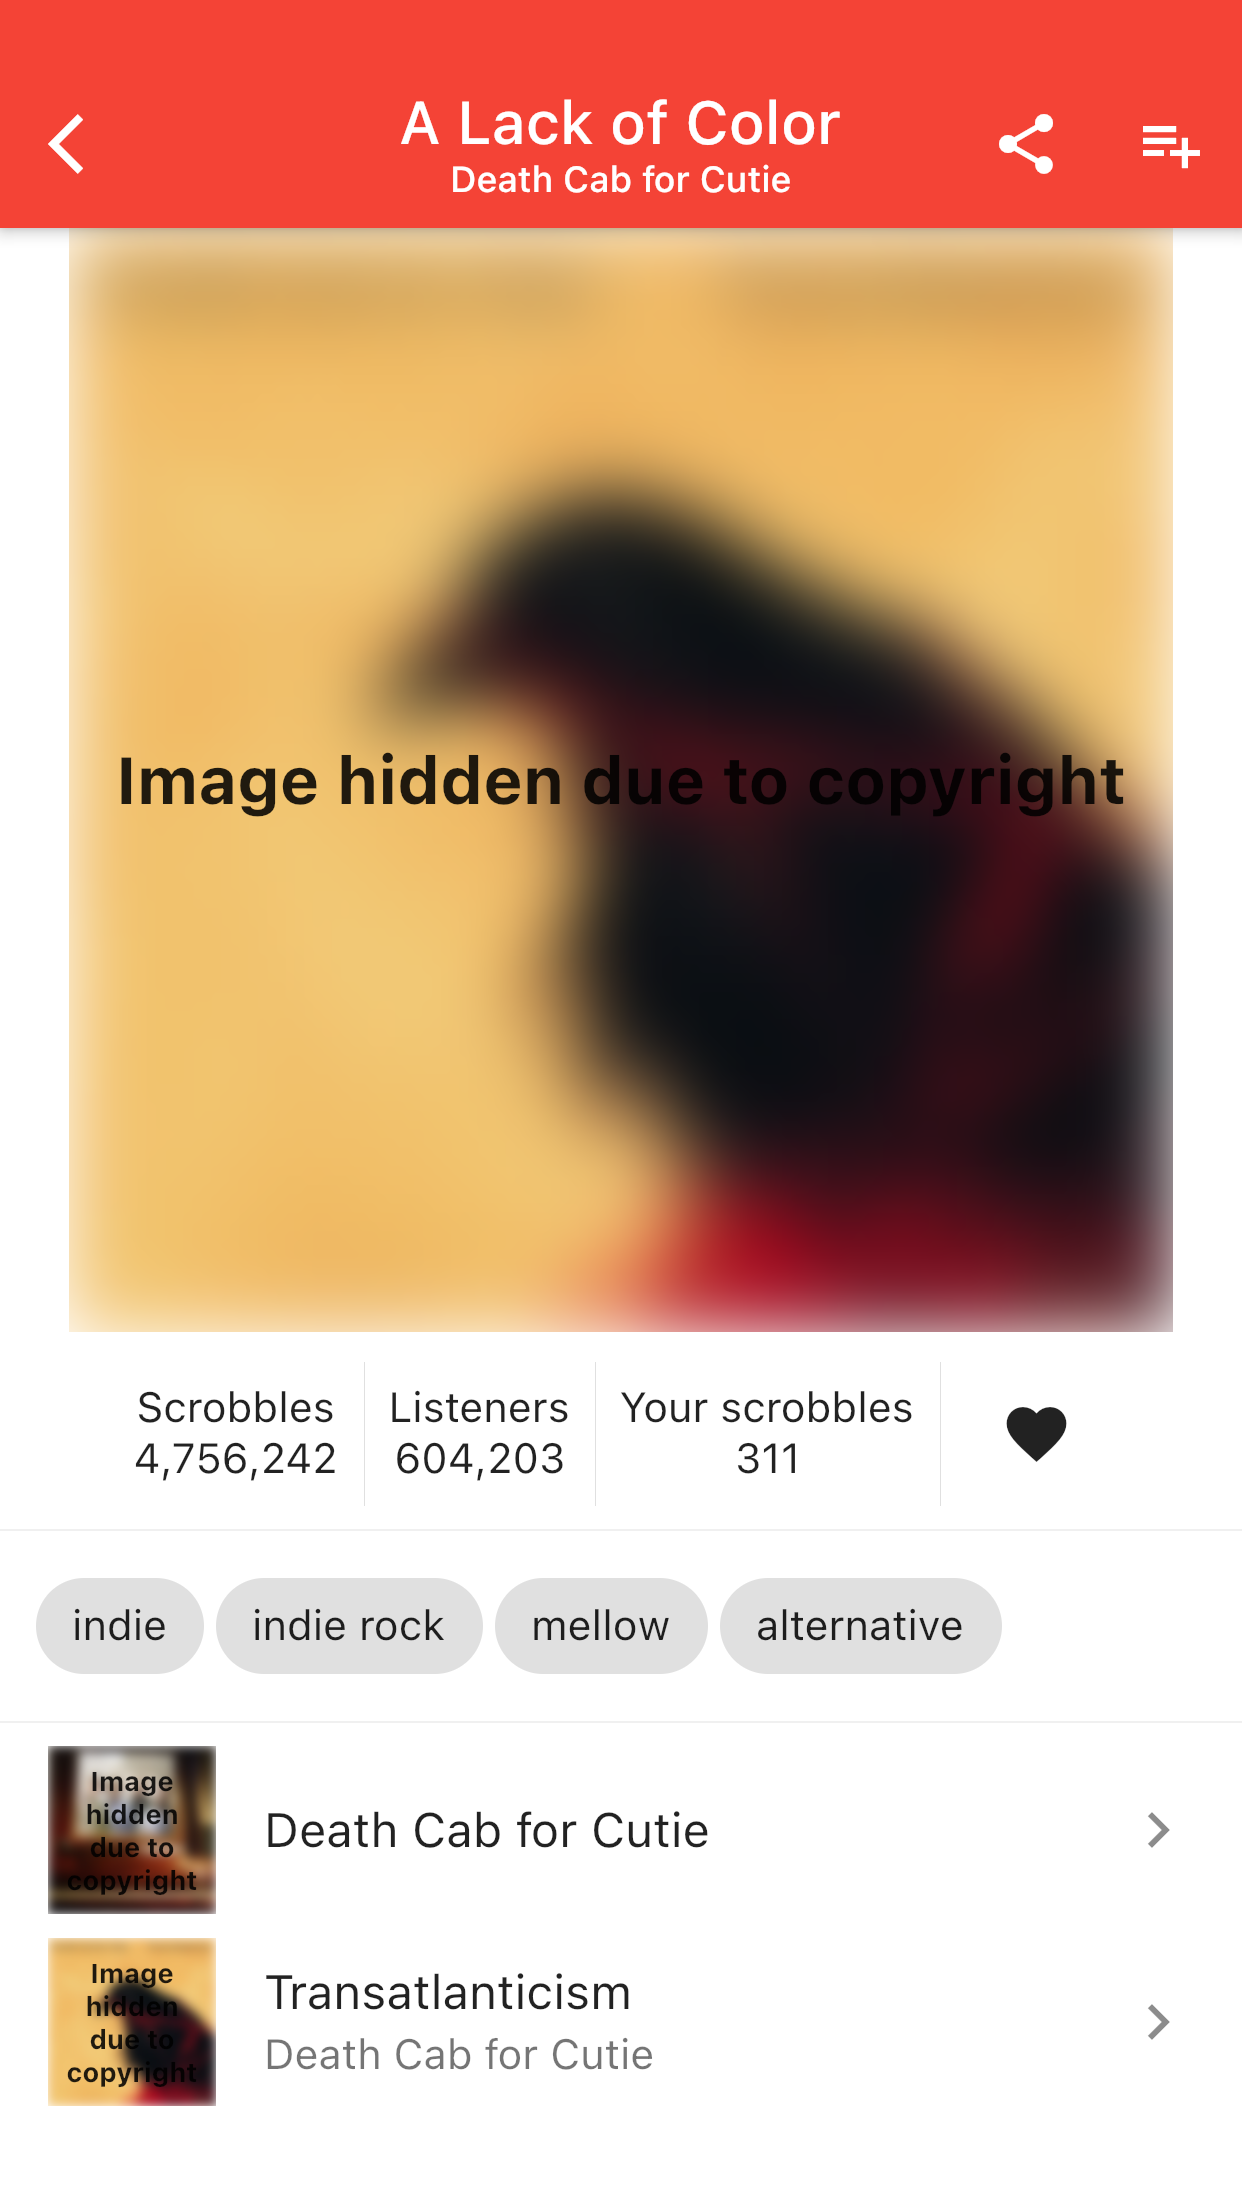 A Lack of Color
Death Cab for Cutie
Image hidden due to copyright
Scrobbles
4,756,242
Listeners
604,203
Your scrobbles
311
indie
indie rock
mellow
alternative
Image
hidden
due to
copyright
Death Cab for Cutie
Image
hidden
due to
copyright
Transatlanticism
Death Cab for Cutie